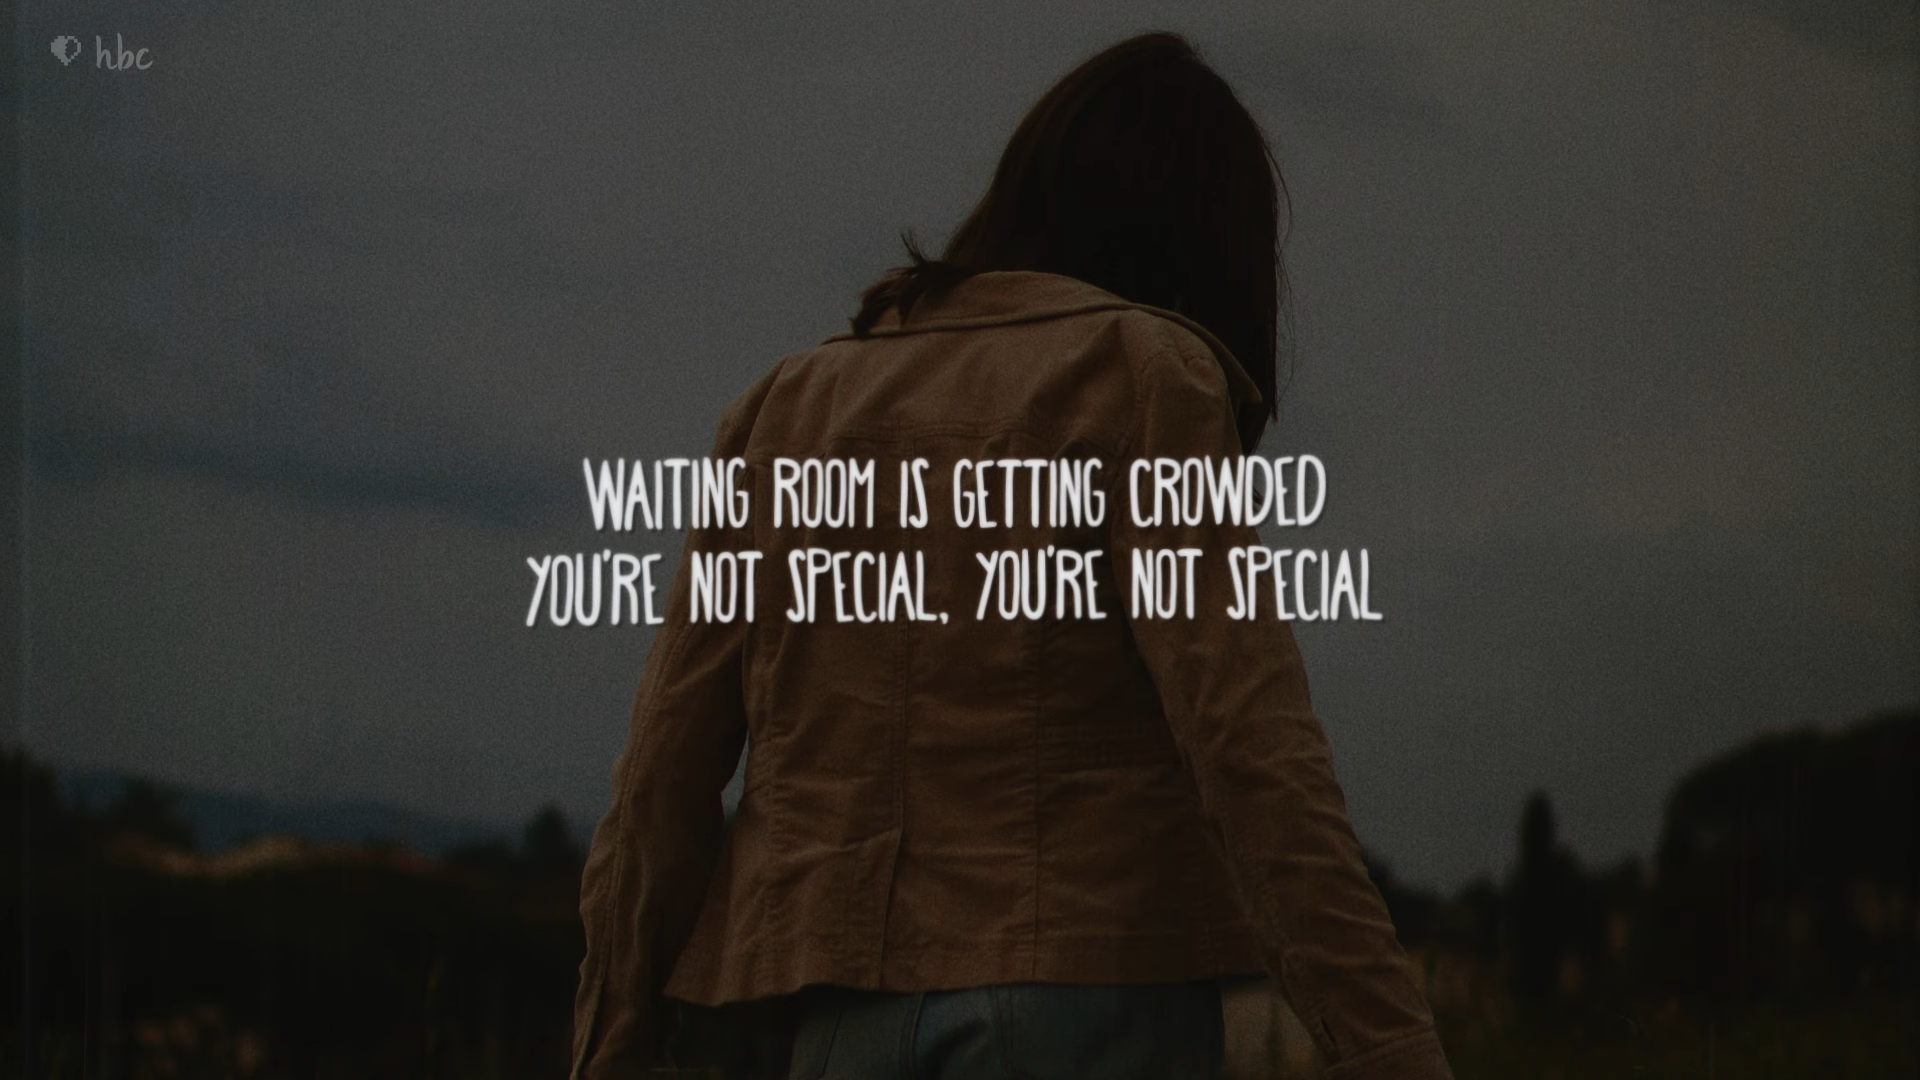 hbc
WAITING ROOM IS GETTING CROWDED
YOU'RE NOT SPECIAL, YOU'RE NOT SPECIAL